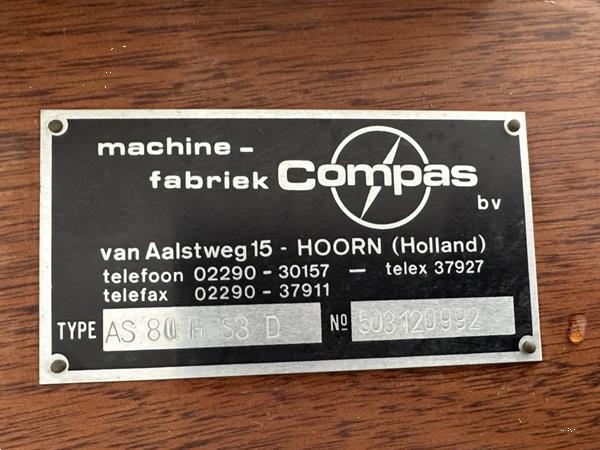 machine-
fabriek Compas
bv
van Aalstweg 15 - HOORN (Holland)
telefoon 02290 - 30157 — telex 37927
telefax 02290 - 37911
TYPE AS 80 H S3 D Nº 503120992